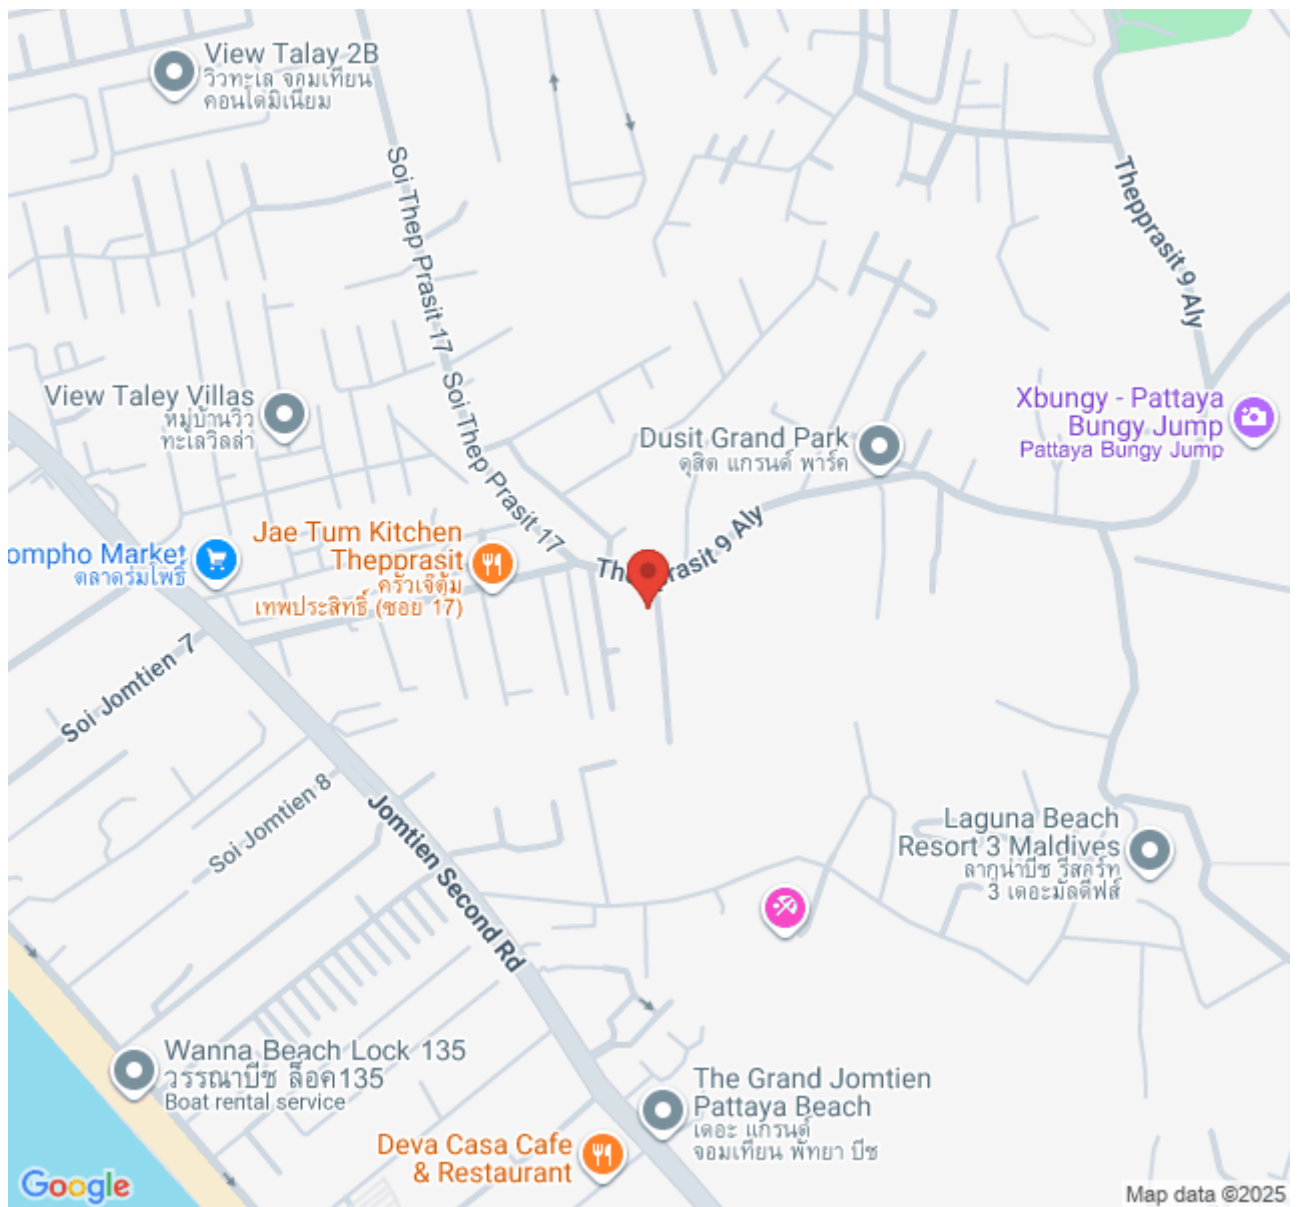 View Talay 2B
วิวทะเล จอมเทียน
คอนโดมิเนียม
Soi Thep Prasit 17
Thepprasit 9 Aly
View Taley Villas
หมู่บ้านวิว
ทะเลวิลล่า
Soi Thep Prasit 17
Xbungy - Pattaya
Bungy Jump
Pattaya Bungy Jump
Dusit Grand Park
ดุสิต แกรนด์ พาร์ค
Jae Tum Kitchen
Thepprasit
ครัวเจ๊ตุ้ม
เทพประสิทธิ์ (ซอย 17)
ompho Market
ตลาดร่มโพธิ์
9 Aly
Soi Jomtien 7
Soi Jomtien 8
Jomtien Second Rd
Laguna Beach
Resort 3 Maldives
ลากูน่าบีช รีสอร์ท
3 เดอะมัลดีฟส์
Wanna Beach Lock 135
วรรณาบีช ล็อค135
Boat rental service
The Grand Jomtien
Pattaya Beach
เดอะ แกรนด์
จอมเทียน พัทยา บีช
Deva Casa Cafe
& Restaurant
Google
Map data ©2025